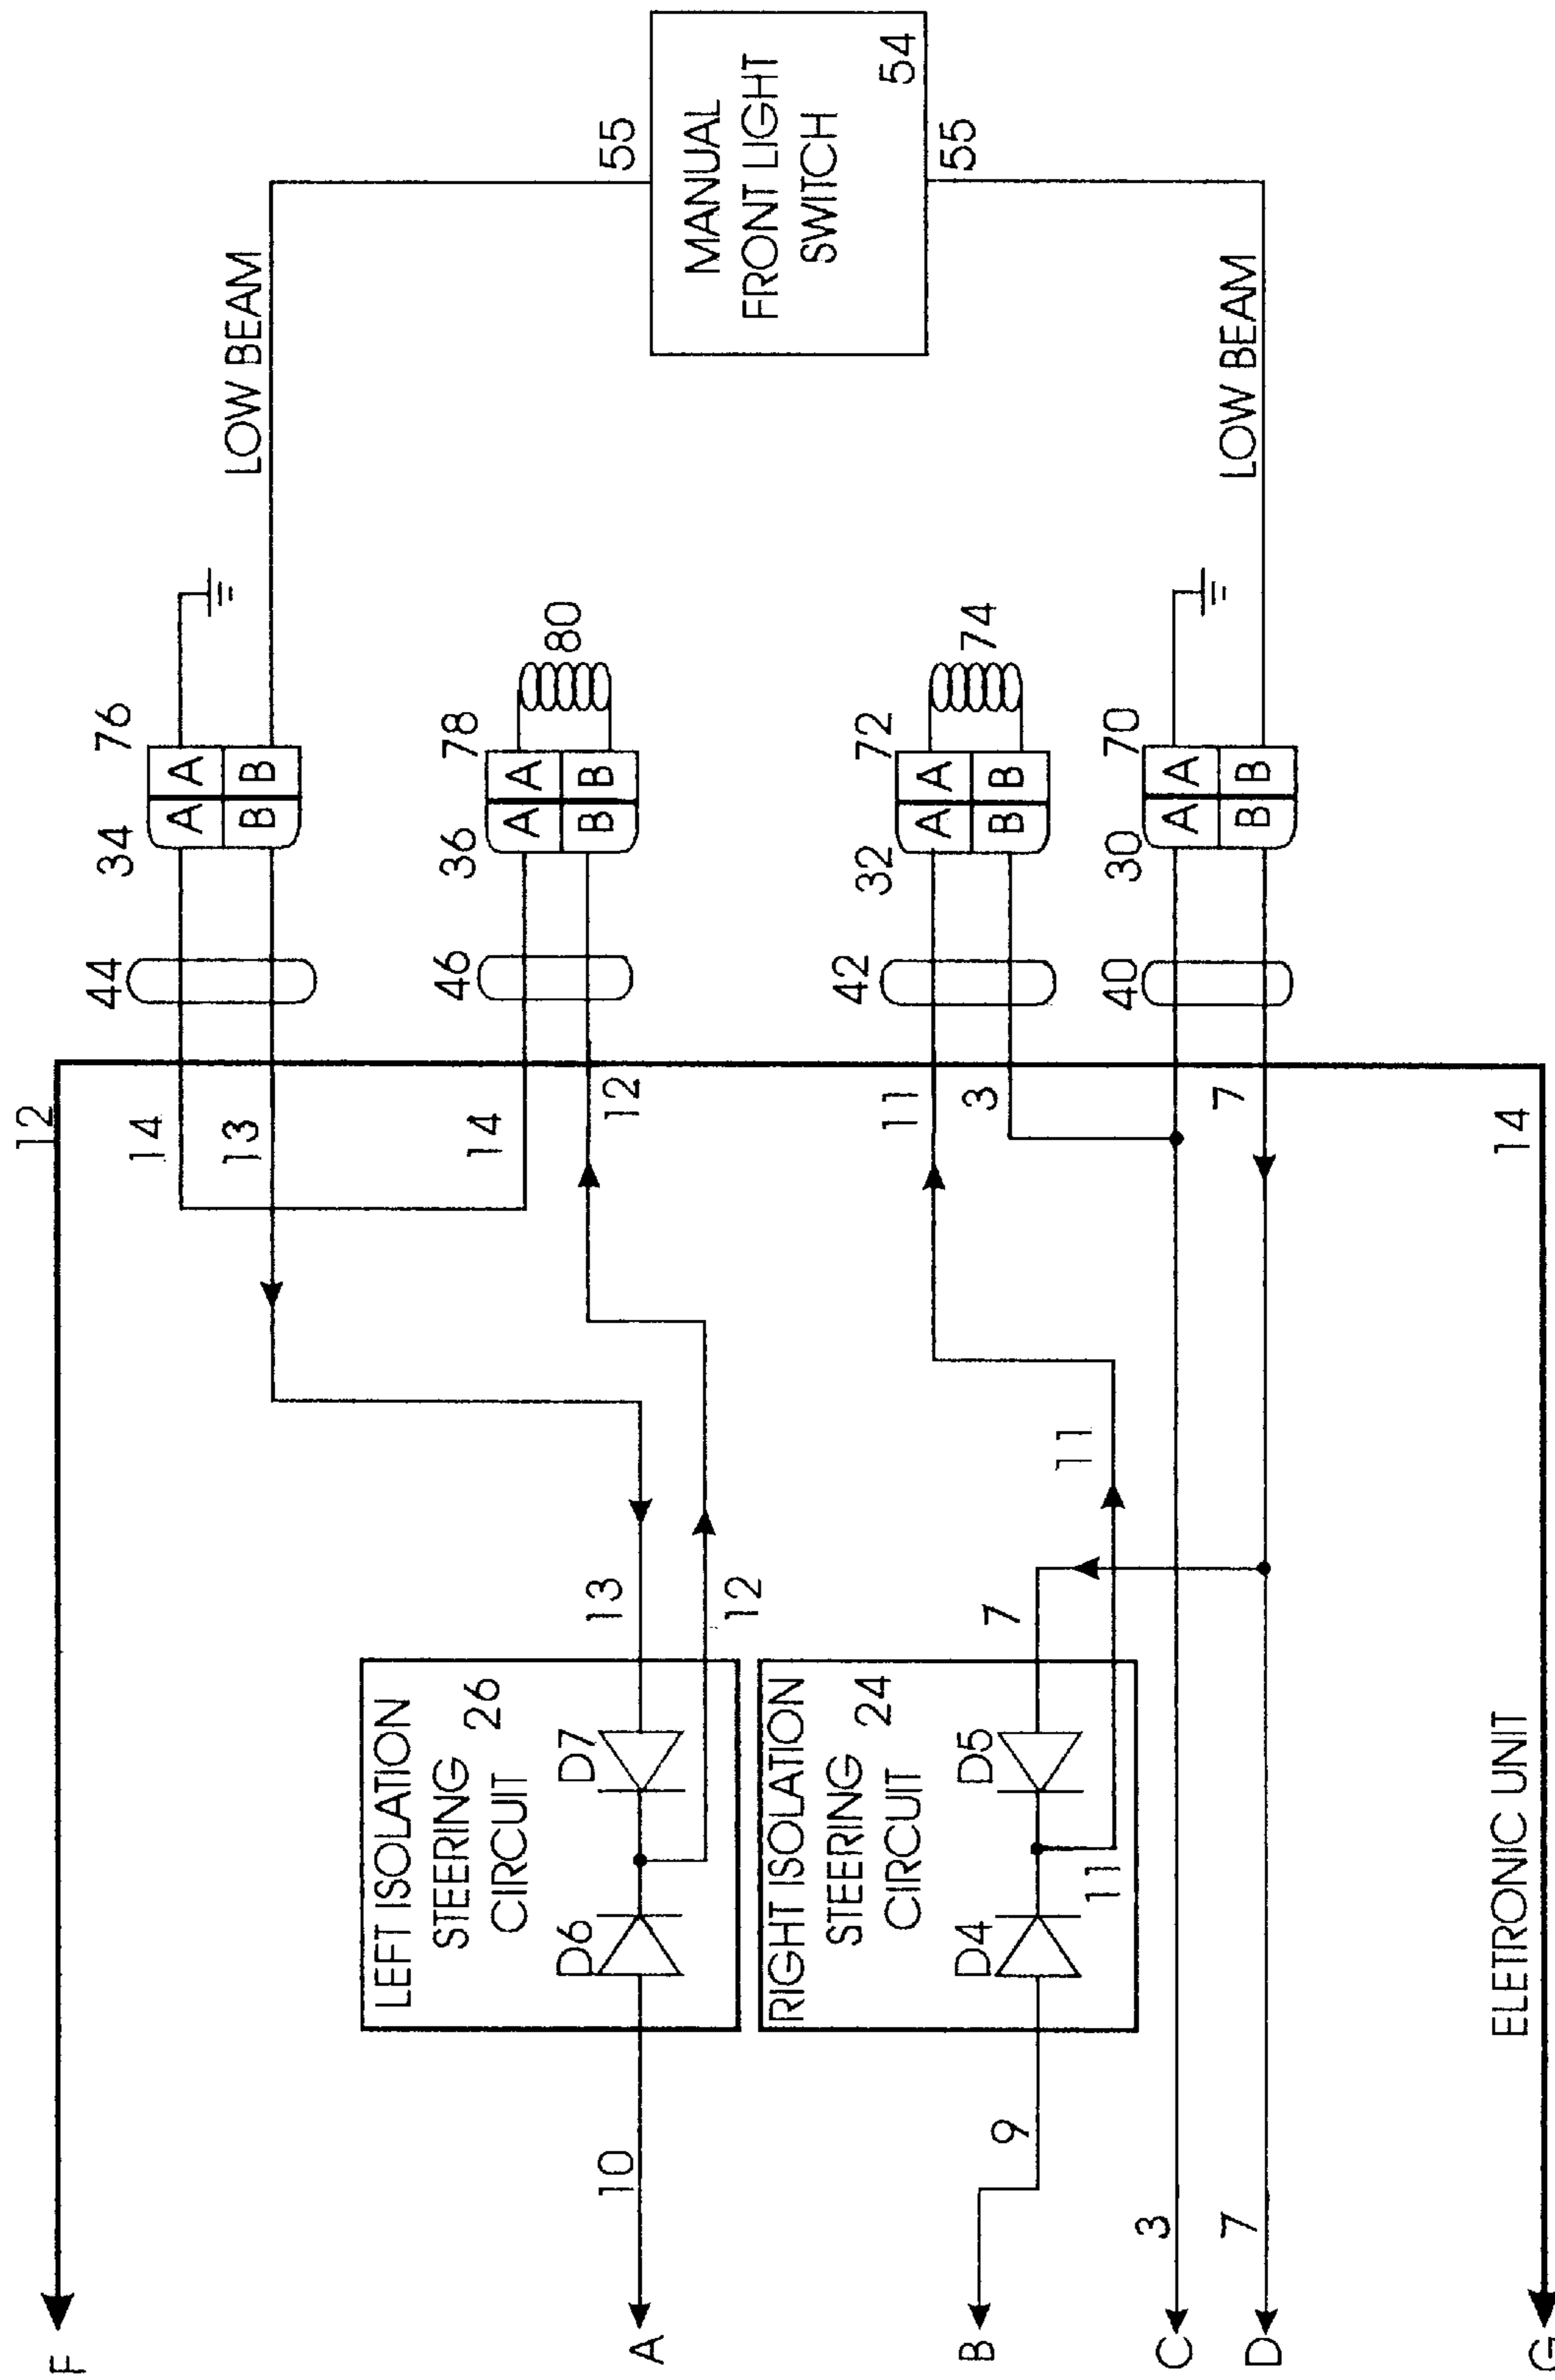 F
12
14
44
34
76
A A
B B
13
LOW BEAM
14
46
36
78
A A
B B
80
12
55
MANUAL
FRONT LIGHT
SWITCH
54
55
LEFT ISOLATION
STEERING
26
CIRCUIT
D6
D7
13
12
10
A
RIGHT ISOLATION
STEERING
24
CIRCUIT
D4
D5
7
11
11
11
42
32
72
A A
B B
74
3
9
B
40
30
70
A A
B B
3
C
7
7
D
LOW BEAM
ELETRONIC UNIT
14
G